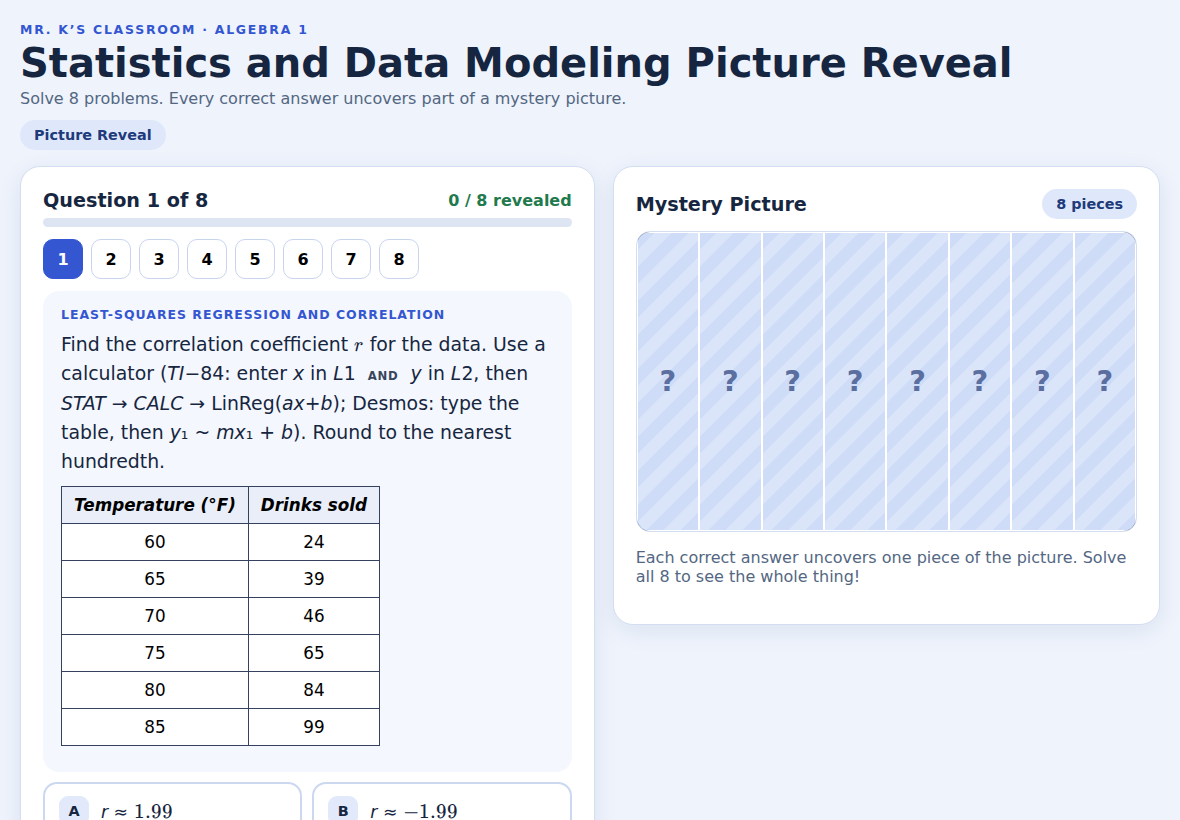 MR. K’S CLASSROOM · ALGEBRA 1
Statistics and Data Modeling Picture Reveal
Solve 8 problems. Every correct answer uncovers part of a mystery picture.
Picture Reveal
Question 1 of 8
0 / 8 revealed
1 2 3 4 5 6 7 8
LEAST-SQUARES REGRESSION AND CORRELATION
Find the correlation coefficient r for the data. Use a
calculator (TI−84: enter x in L1 AND y in L2, then
STAT → CALC → LinReg(ax+b); Desmos: type the
table, then y₁ ~ mx₁ + b). Round to the nearest
hundredth.
Temperature (°F) Drinks sold
60 24
65 39
70 46
75 65
80 84
85 99
A r ≈ 1.99
B r ≈ −1.99
Mystery Picture
8 pieces
? ? ? ? ? ? ? ?
Each correct answer uncovers one piece of the picture. Solve
all 8 to see the whole thing!